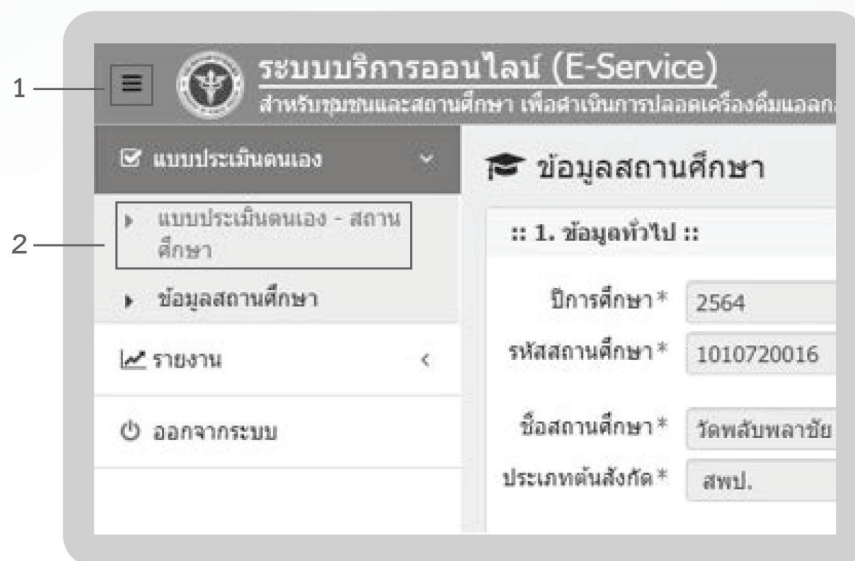 1
ระบบบริการออนไลน์ (E-Service)
สำหรับชุมชนและสถานศึกษา เพื่อดำเนินการปลอดเครื่องดื่มแอลกอ
แบบประเมินตนเอง
2
แบบประเมินตนเอง - สถาน
ศึกษา
ข้อมูลสถานศึกษา
รายงาน
ออกจากระบบ
ข้อมูลสถานศึกษา
:: 1. ข้อมูลทั่วไป ::
ปีการศึกษา* 2564
รหัสสถานศึกษา* 1010720016
ชื่อสถานศึกษา* วัดพลับพลาชัย
ประเภทต้นสังกัด* สพป.